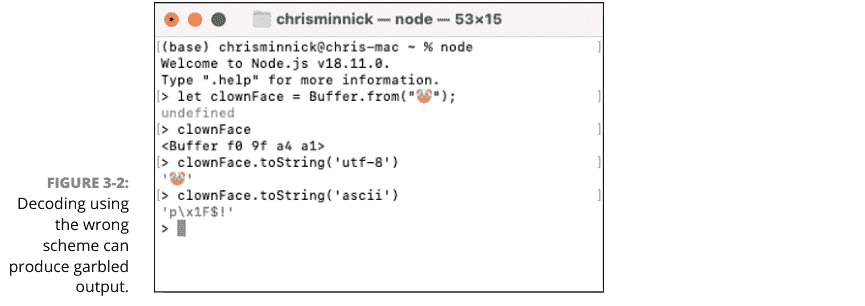 chrisminnick — node — 53×15
[(base) chrisminnick@chris-mac ~ % node ]
Welcome to Node.js v18.11.0.
Type ".help" for more information.
[> let clownFace = Buffer.from("🤡"); ]
undefined
[> clownFace ]
<Buffer f0 9f a4 a1>
[> clownFace.toString('utf-8') ]
'🤡'
[> clownFace.toString('ascii') ]
'p\x1F$!'
>
FIGURE 3-2:
Decoding using
the wrong
scheme can
produce garbled
output.